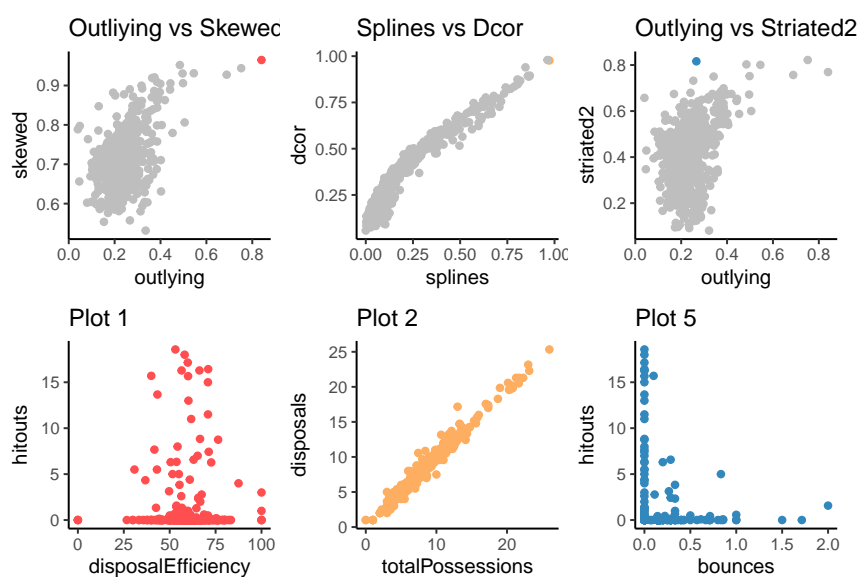 Outliying vs Skewed
Splines vs Dcor
Outlying vs Striated2
skewed
0.9
0.8
0.7
0.6
0.0 0.2 0.4 0.6 0.8
outlying
dcor
1.00
0.75
0.50
0.25
0.00 0.25 0.50 0.75 1.00
splines
striated2
0.8
0.6
0.4
0.2
0.0 0.2 0.4 0.6 0.8
outlying
Plot 1
Plot 2
Plot 5
hitouts
15
10
5
0
0 25 50 75 100
disposalEfficiency
disposals
25
20
15
10
5
0
0 10 20
totalPossessions
hitouts
15
10
5
0
0.0 0.5 1.0 1.5 2.0
bounces